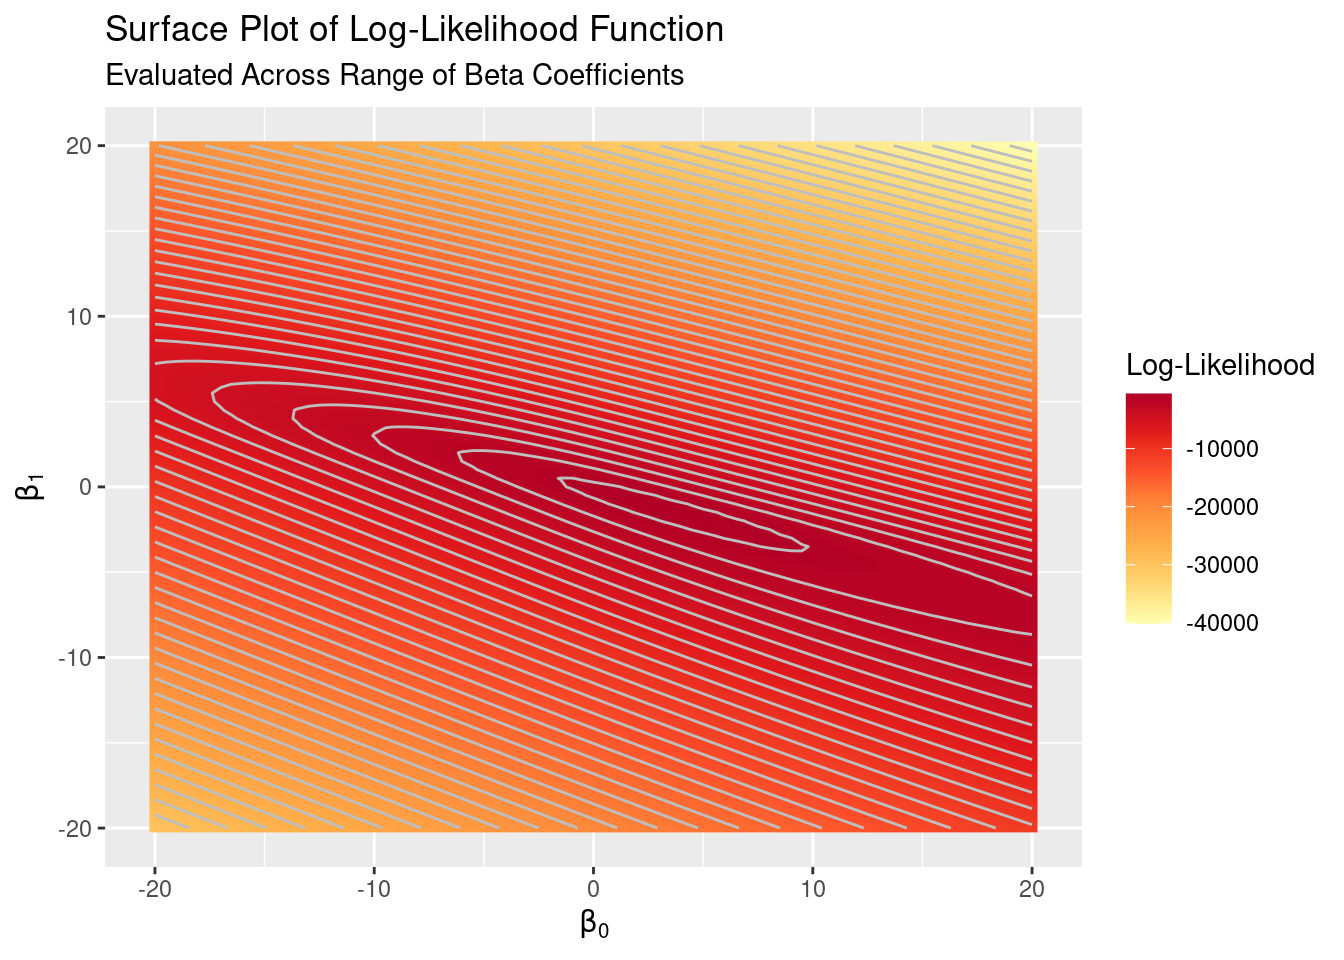 Surface Plot of Log-Likelihood Function
Evaluated Across Range of Beta Coefficients
20
10
0
-10
-20
β₁
-20
-10
0
10
20
β₀
Log-Likelihood
-10000
-20000
-30000
-40000